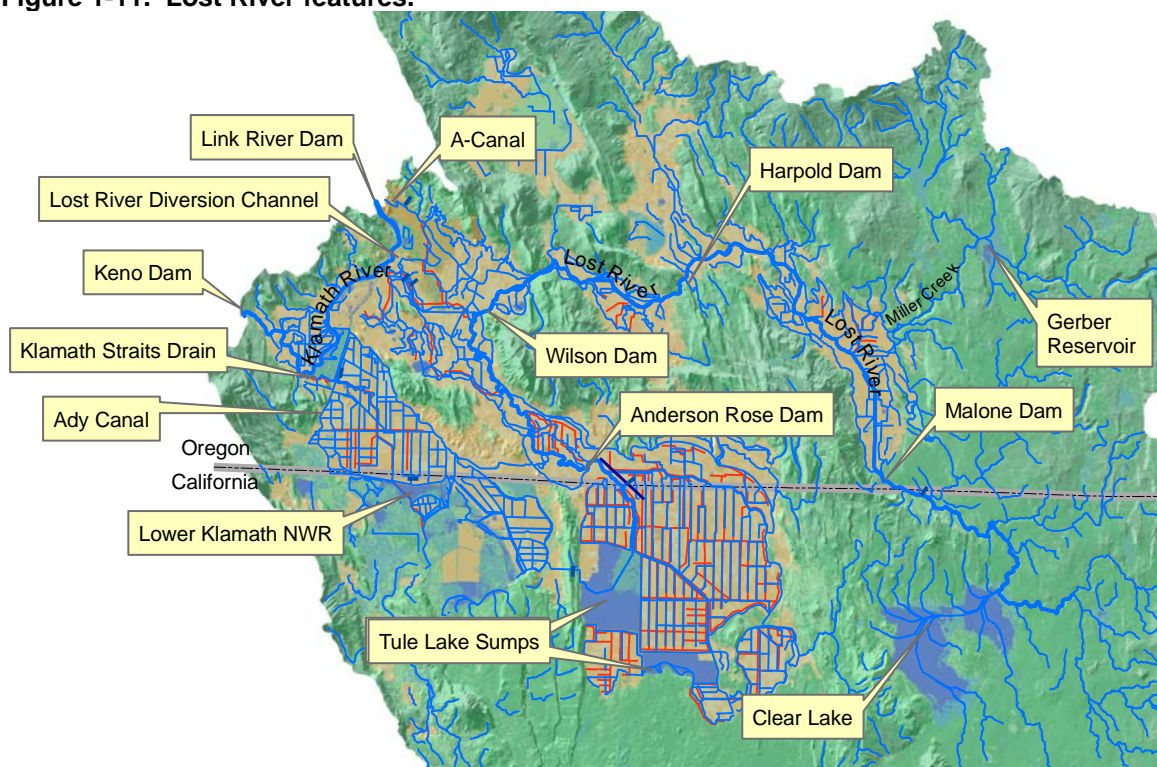 Figure 1-11. Lost River features.
Link River Dam
A-Canal
Harpold Dam
Lost River Diversion Channel
Keno Dam
Klamath River
Lost River
Miller Creek
Lost River
Gerber
Reservoir
Klamath Straits Drain
Wilson Dam
Ady Canal
Anderson Rose Dam
Malone Dam
Oregon
California
Lower Klamath NWR
Tule Lake Sumps
Clear Lake